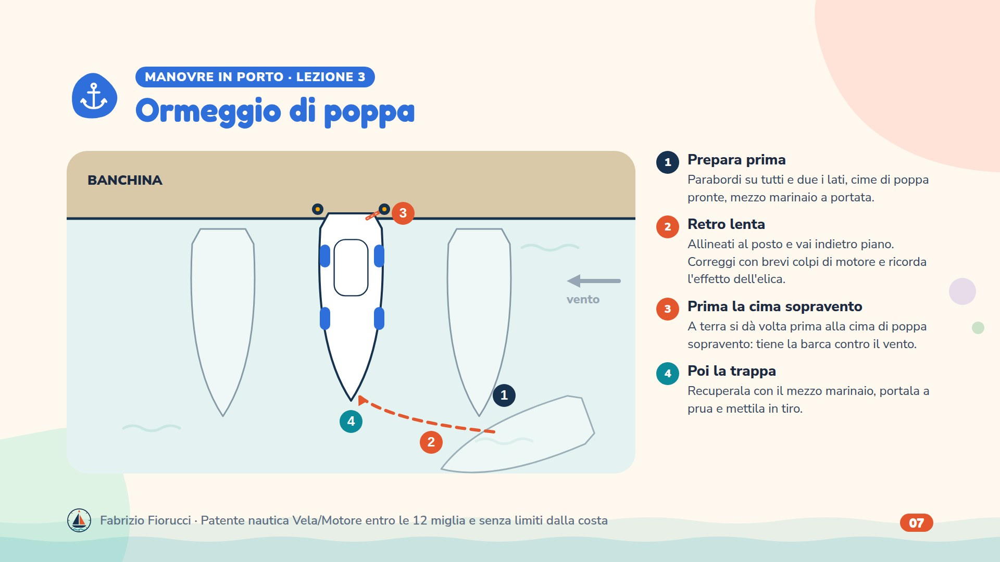 MANOVRE IN PORTO · LEZIONE 3
Ormeggio di poppa
BANCHINA
3
vento
1
4
2
1
Prepara prima
Parabordi su tutti e due i lati, cime di poppa
pronte, mezzo marinaio a portata.
2
Retro lenta
Allineati al posto e vai indietro piano.
Correggi con brevi colpi di motore e ricorda
l'effetto dell'elica.
3
Prima la cima sopravento
A terra si dà volta prima alla cima di poppa
sopravento: tiene la barca contro il vento.
4
Poi la trappa
Recuperala con il mezzo marinaio, portala a
prua e mettila in tiro.
Fabrizio Fiorucci · Patente nautica Vela/Motore entro le 12 miglia e senza limiti dalla costa
07